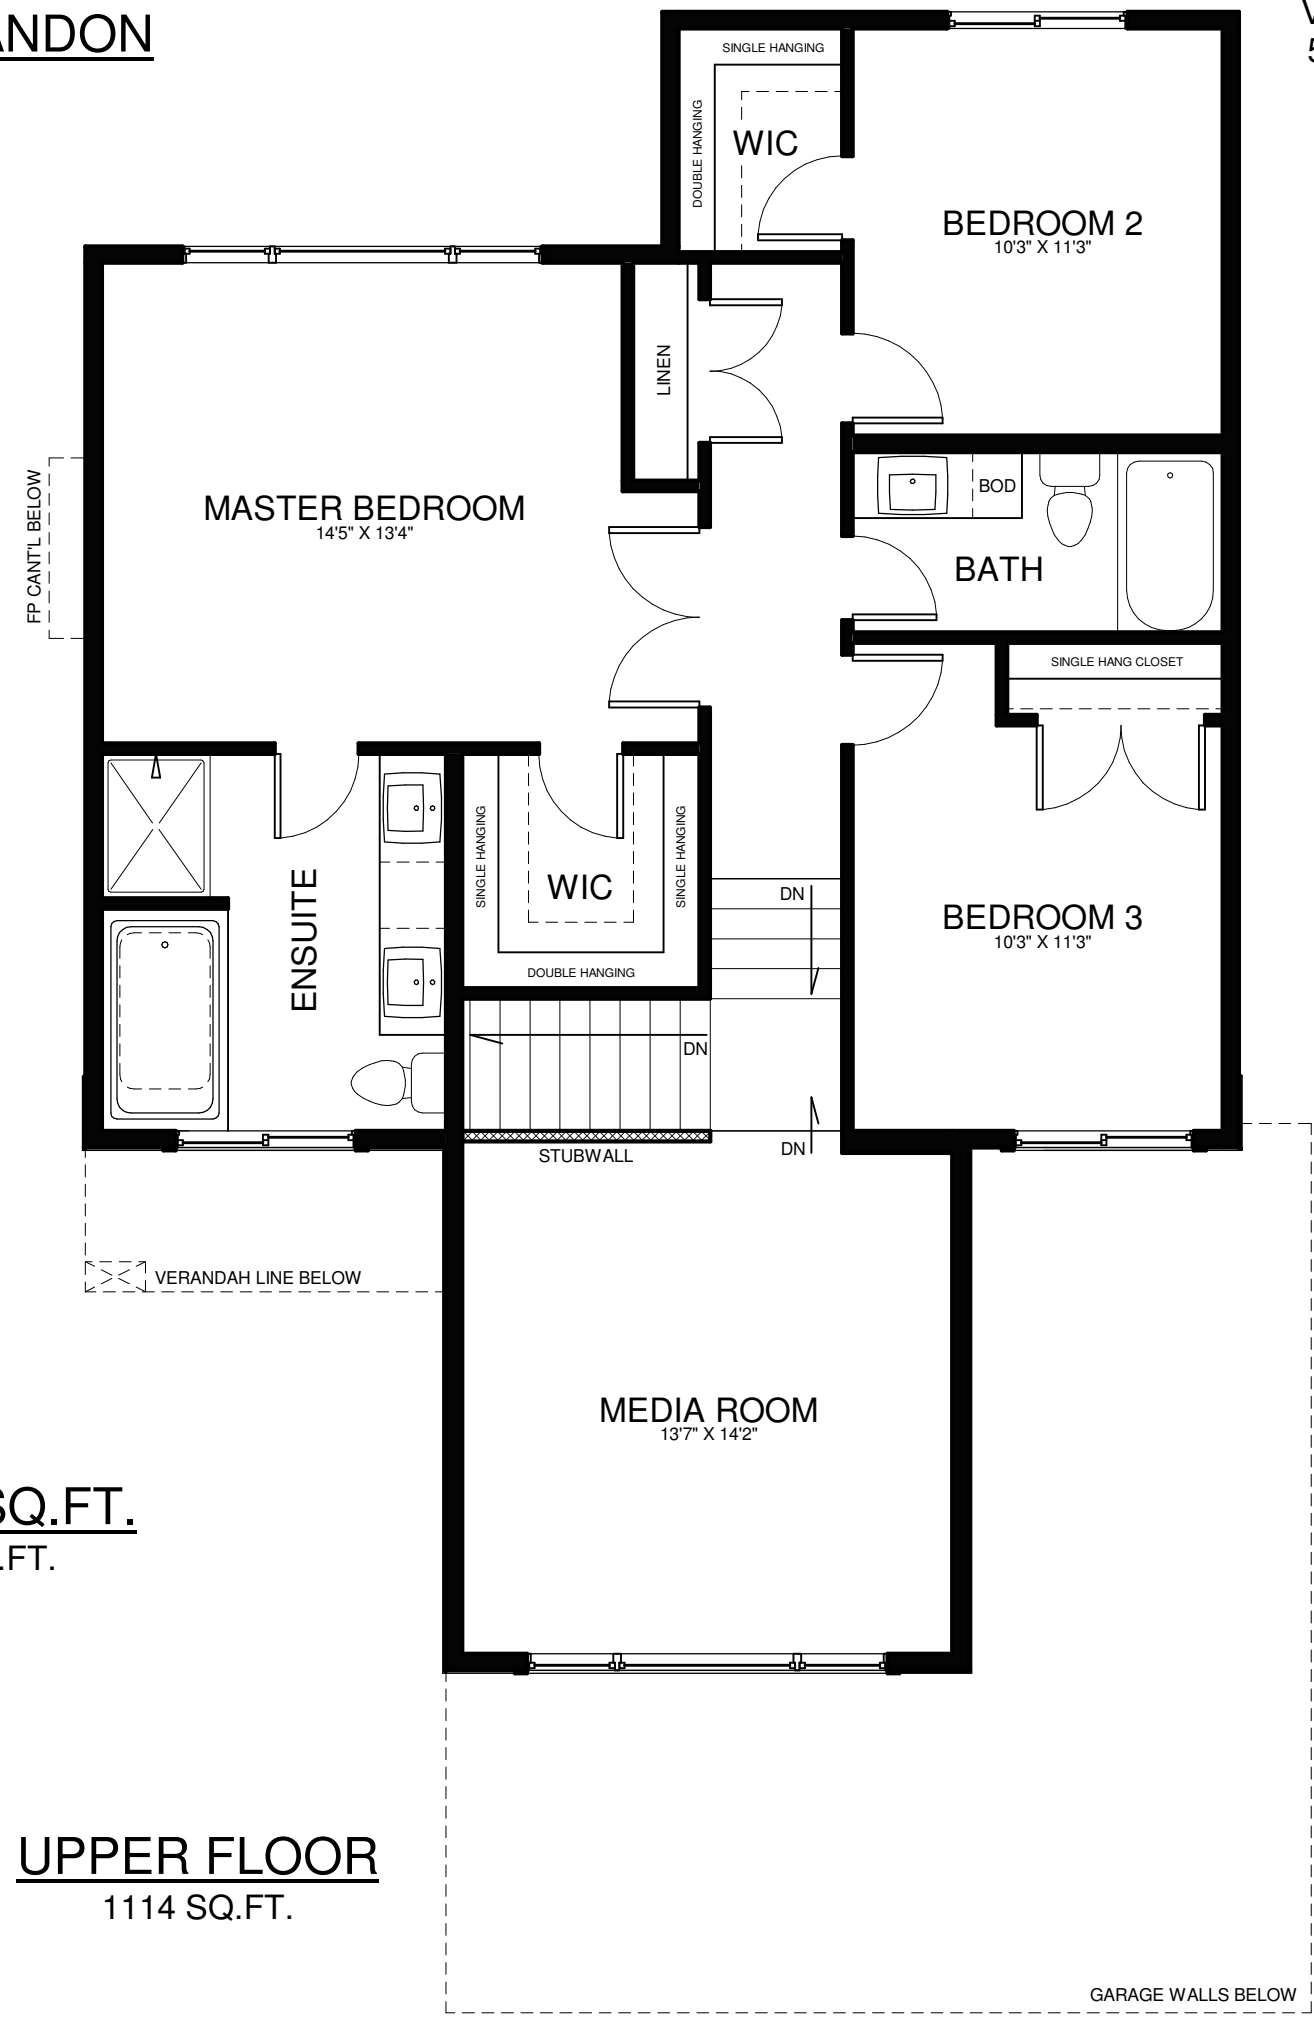 ANDON
SINGLE HANGING
DOUBLE HANGING
WIC
BEDROOM 2
10'3" X 11'3"
LINEN
MASTER BEDROOM
14'5" X 13'4"
FP CANT'L BELOW
BOD
BATH
SINGLE HANG CLOSET
ENSUITE
SINGLE HANGING
WIC
SINGLE HANGING
DOUBLE HANGING
DN
BEDROOM 3
10'3" X 11'3"
DN
DN
STUBWALL
VERANDAH LINE BELOW
MEDIA ROOM
13'7" X 14'2"
SQ.FT.
.FT.
UPPER FLOOR
1114 SQ.FT.
GARAGE WALLS BELOW